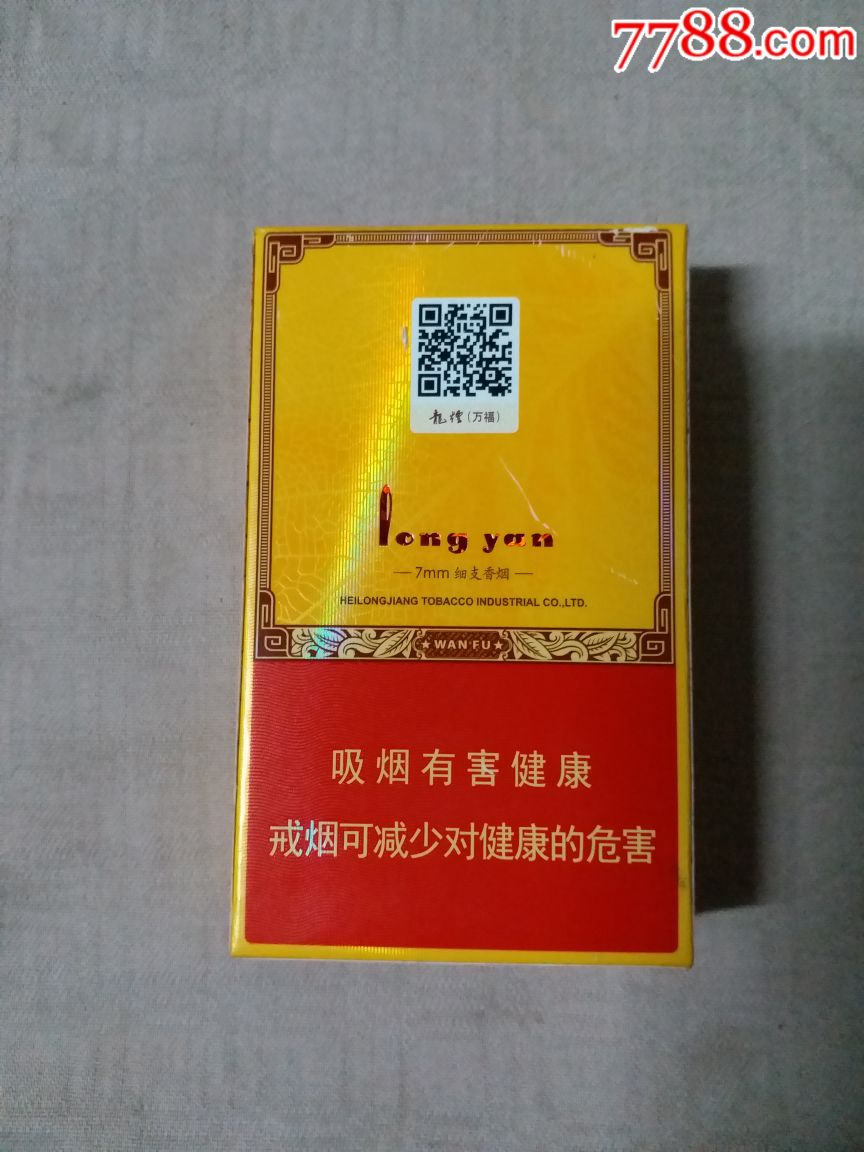 7788.com
龍煙（万福）
long yan
7mm 细支香烟
HEILONGJIANG TOBACCO INDUSTRIAL CO.,LTD.
★WAN FU★
吸烟有害健康
戒烟可减少对健康的危害